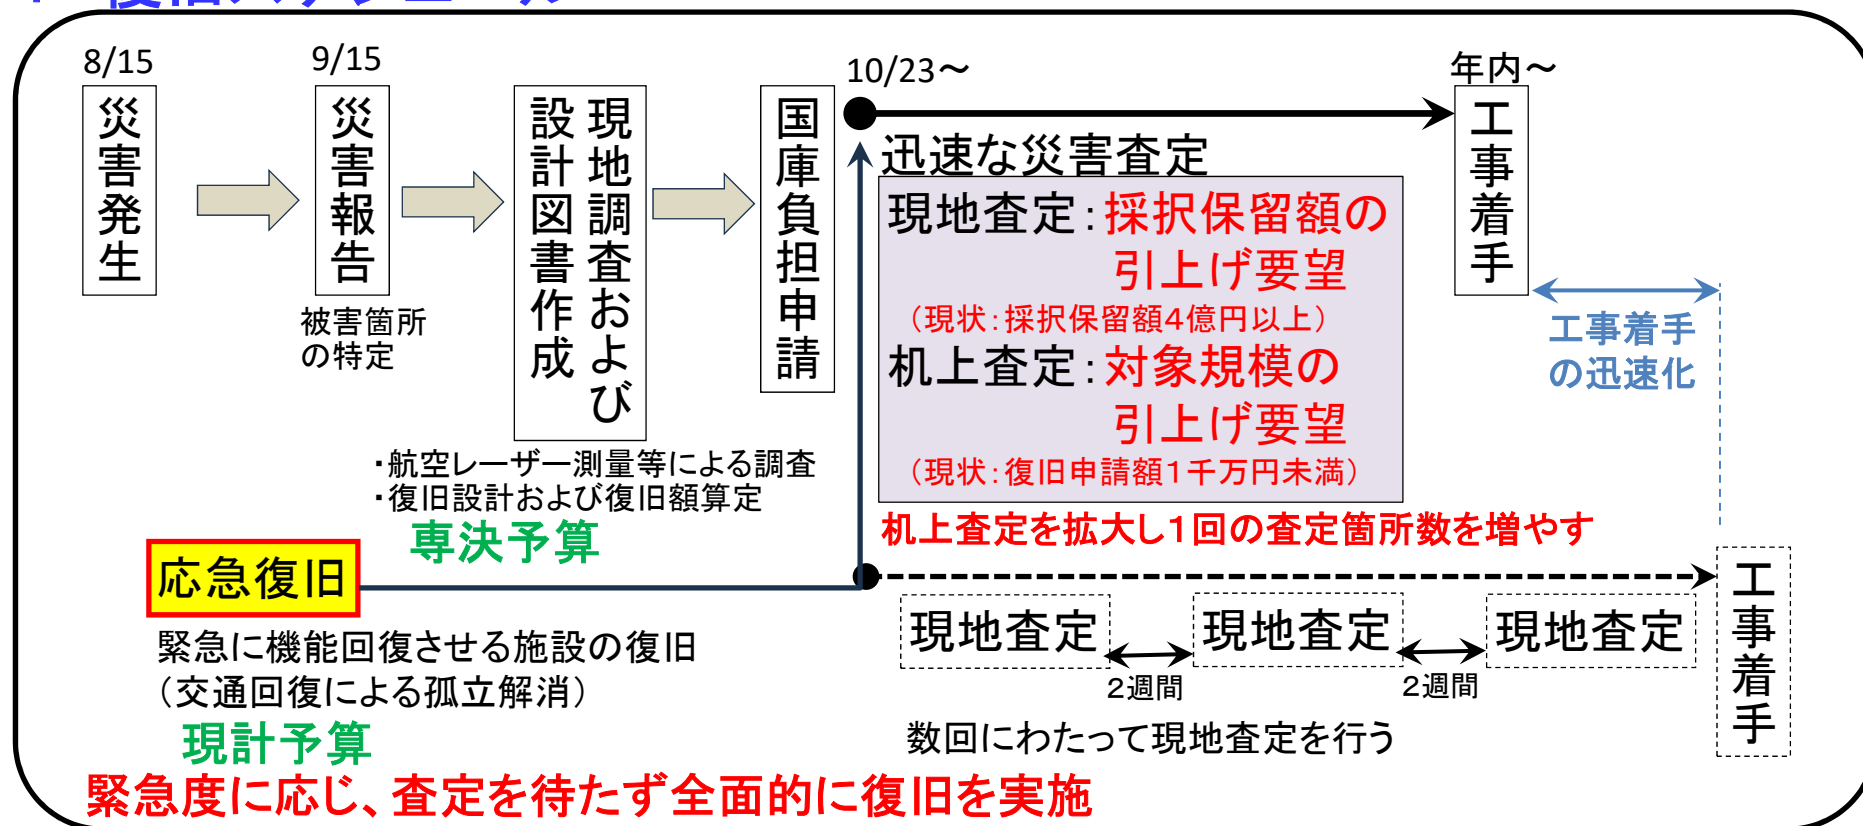 復旧スケジュール
8/15
災害発生
9/15
災害報告
被害箇所
の特定
現地調査および
設計図書作成
・航空レーザー測量等による調査
・復旧設計および復旧額算定
専決予算
国庫負担申請
10/23～
迅速な災害査定
現地査定：採択保留額の
引上げ要望
（現状：採択保留額4億円以上）
机上査定：対象規模の
引上げ要望
（現状：復旧申請額1千万円未満）
机上査定を拡大し1回の査定箇所数を増やす
年内～
工事着手
工事着手
の迅速化
応急復旧
緊急に機能回復させる施設の復旧
（交通回復による孤立解消）
現計予算
緊急度に応じ、査定を待たず全面的に復旧を実施
現地査定
2週間
現地査定
2週間
現地査定
数回にわたって現地査定を行う
工事着手